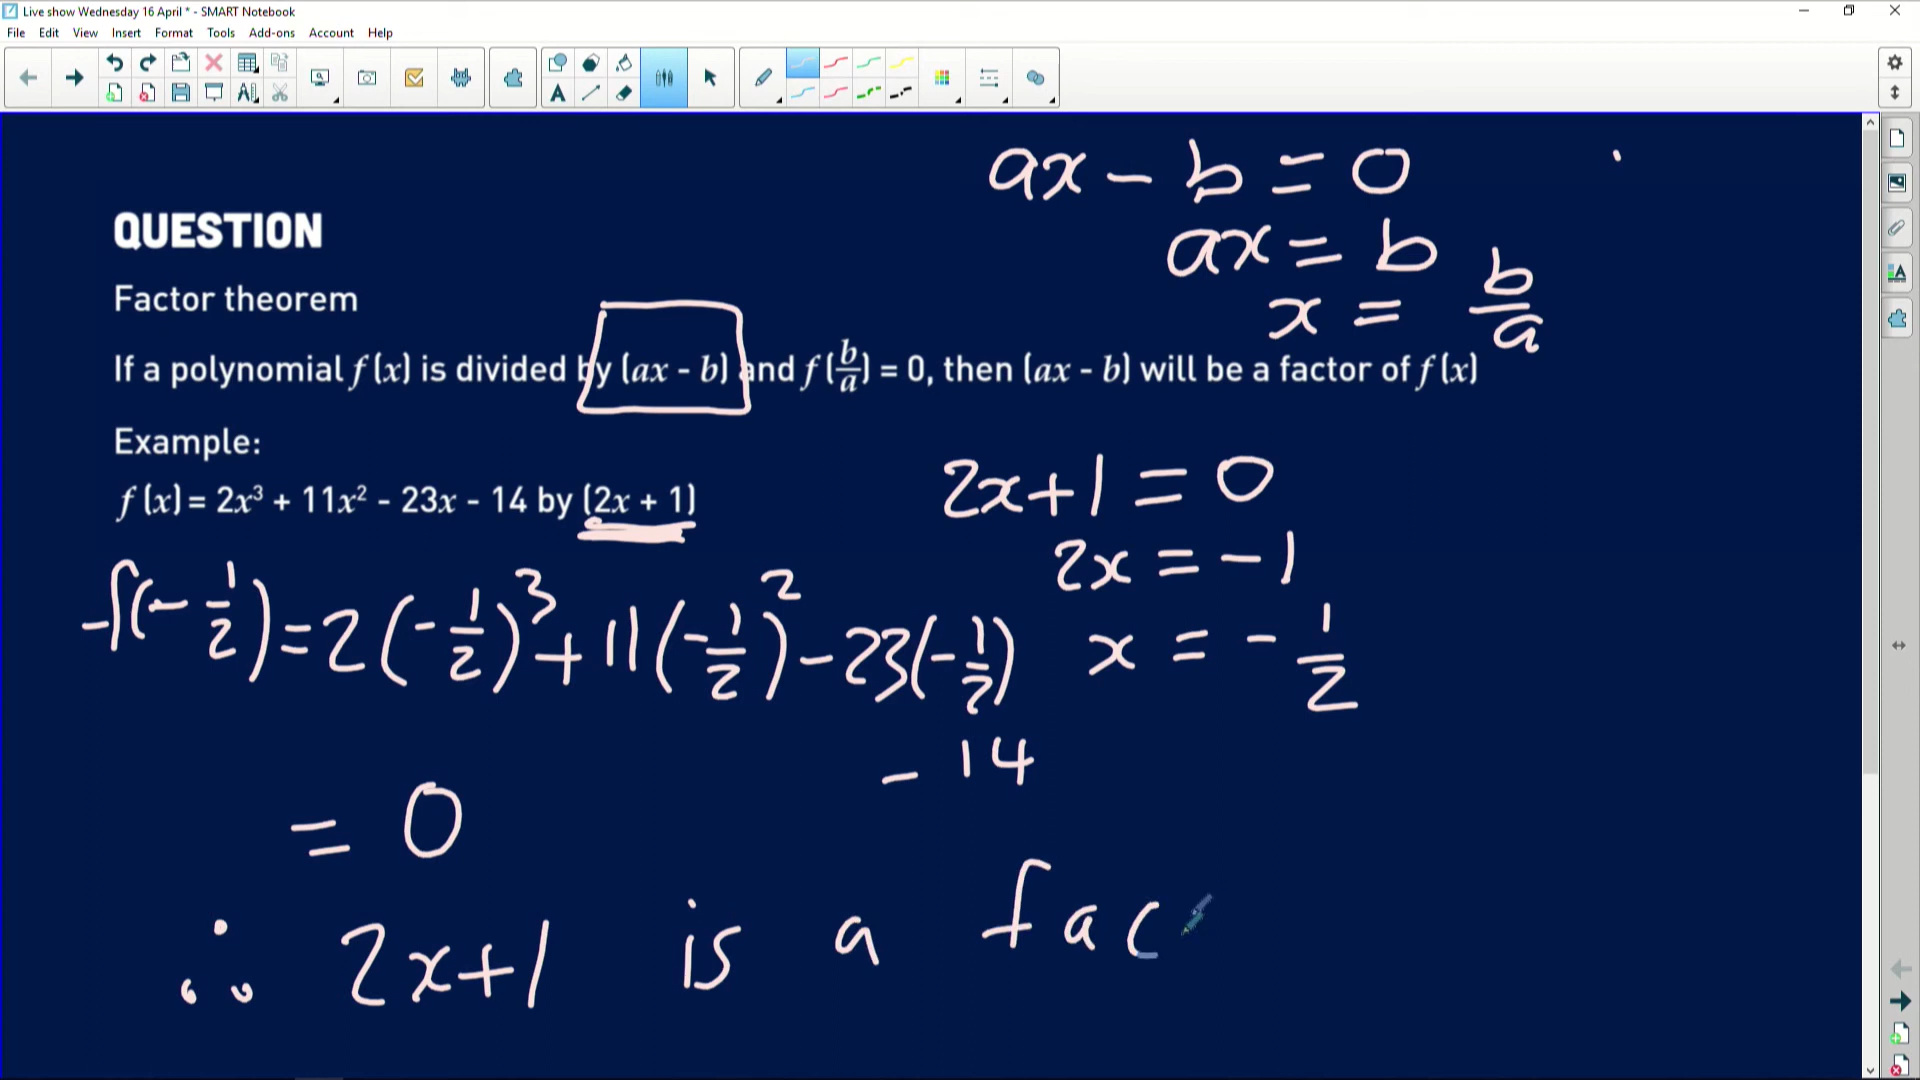 Live show Wednesday 16 April * - SMART Notebook
File Edit View Insert Format Tools Add-ons Account Help
ax - b = 0
ax = b
x = b/a
QUESTION
Factor theorem
If a polynomial f (x) is divided by (ax - b) and f (b/a) = 0, then (ax - b) will be a factor of f (x)
Example:
f (x) = 2x³ + 11x² - 23x - 14 by (2x + 1)
2x+1 = 0
2x = -1
x = -1/2
f(-1/2) = 2(-1/2)³ + 11(-1/2)² - 23(-1/2)
- 14
= 0
∴ 2x+1 is a fac